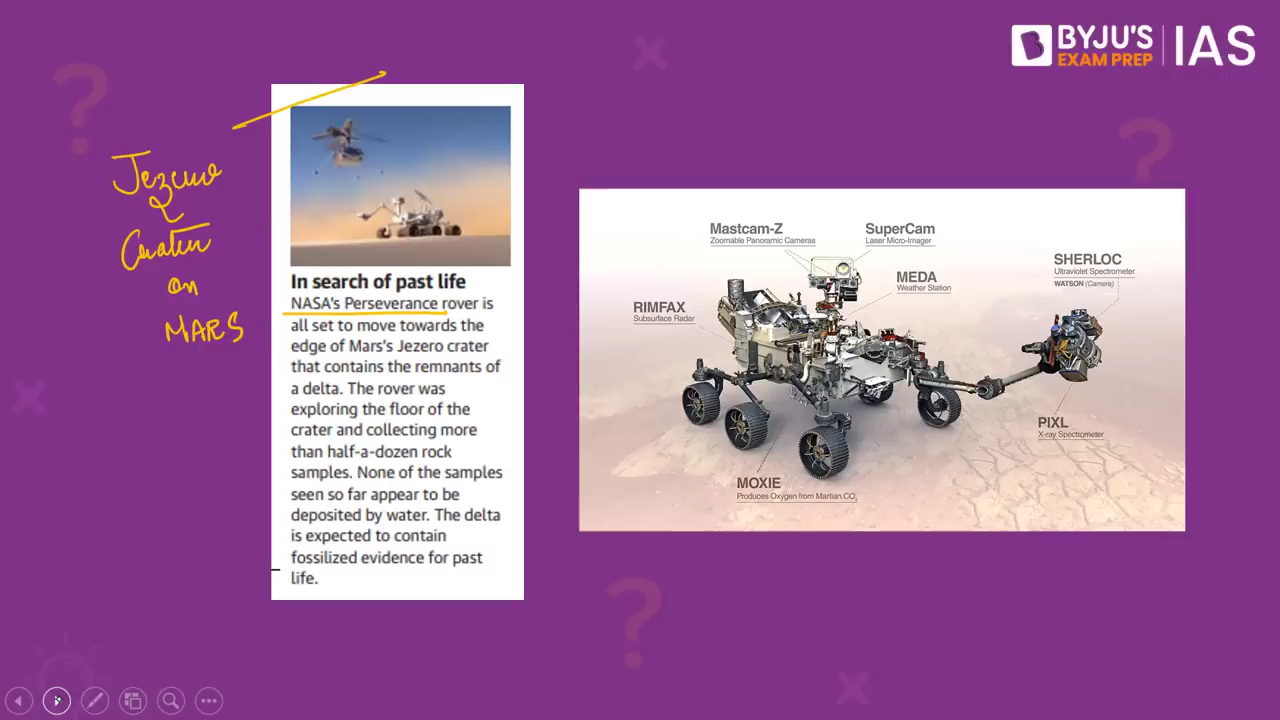 BYJU'S
EXAM PREP
IAS
Jezero
Crater
on
MARS
In search of past life
NASA's Perseverance rover is
all set to move towards the
edge of Mars's Jezero crater
that contains the remnants of
a delta. The rover was
exploring the floor of the
crater and collecting more
than half-a-dozen rock
samples. None of the samples
seen so far appear to be
deposited by water. The delta
is expected to contain
fossilized evidence for past
life.
Mastcam-Z
Zoomable Panoramic Cameras
SuperCam
Laser Micro-Imager
MEDA
Weather Station
SHERLOC
Ultraviolet Spectrometer
WATSON (Camera)
RIMFAX
Subsurface Radar
PIXL
X-ray Spectrometer
MOXIE
Produces Oxygen from Martian CO₂